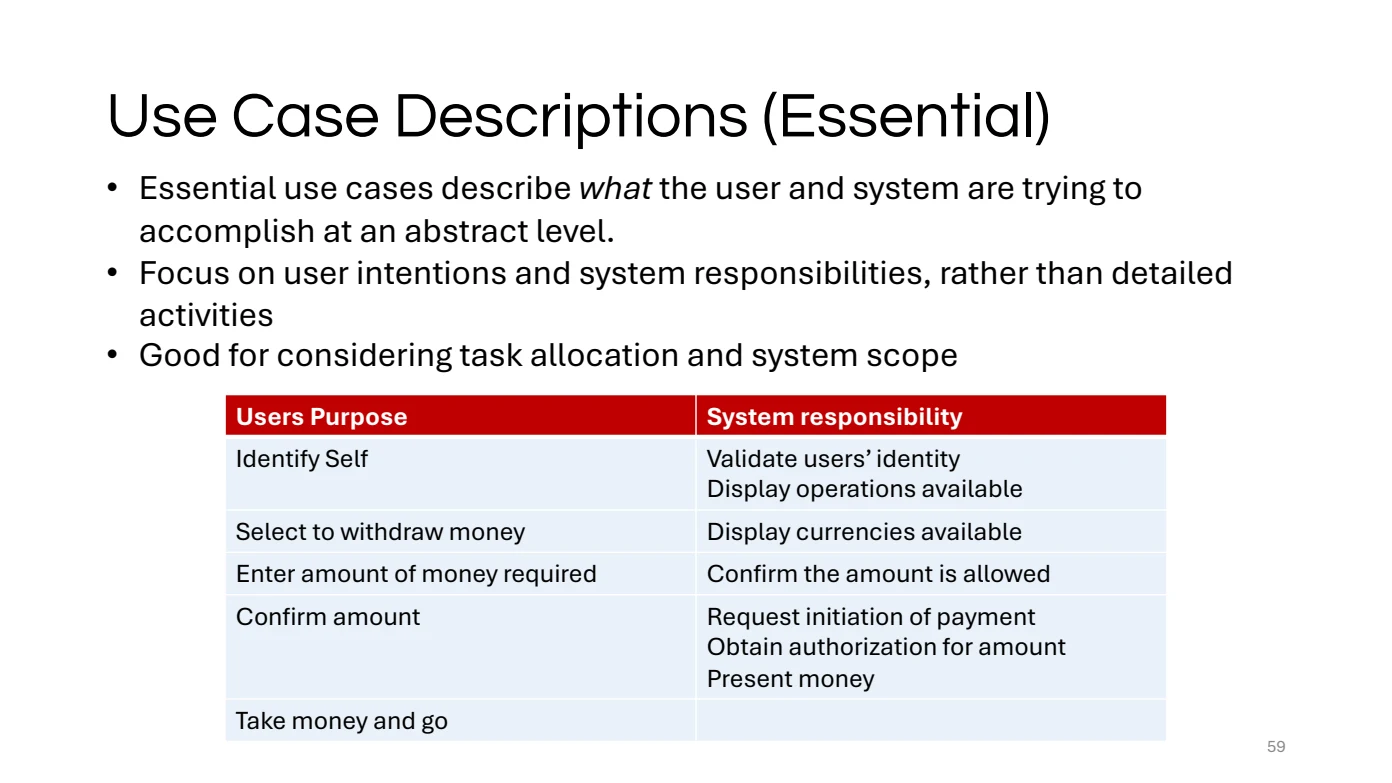 Use Case Descriptions (Essential)
• Essential use cases describe what the user and system are trying to
accomplish at an abstract level.
• Focus on user intentions and system responsibilities, rather than detailed
activities
• Good for considering task allocation and system scope
Users Purpose
System responsibility
Identify Self
Validate users’ identity
Display operations available
Select to withdraw money
Display currencies available
Enter amount of money required
Confirm the amount is allowed
Confirm amount
Request initiation of payment
Obtain authorization for amount
Present money
Take money and go
59